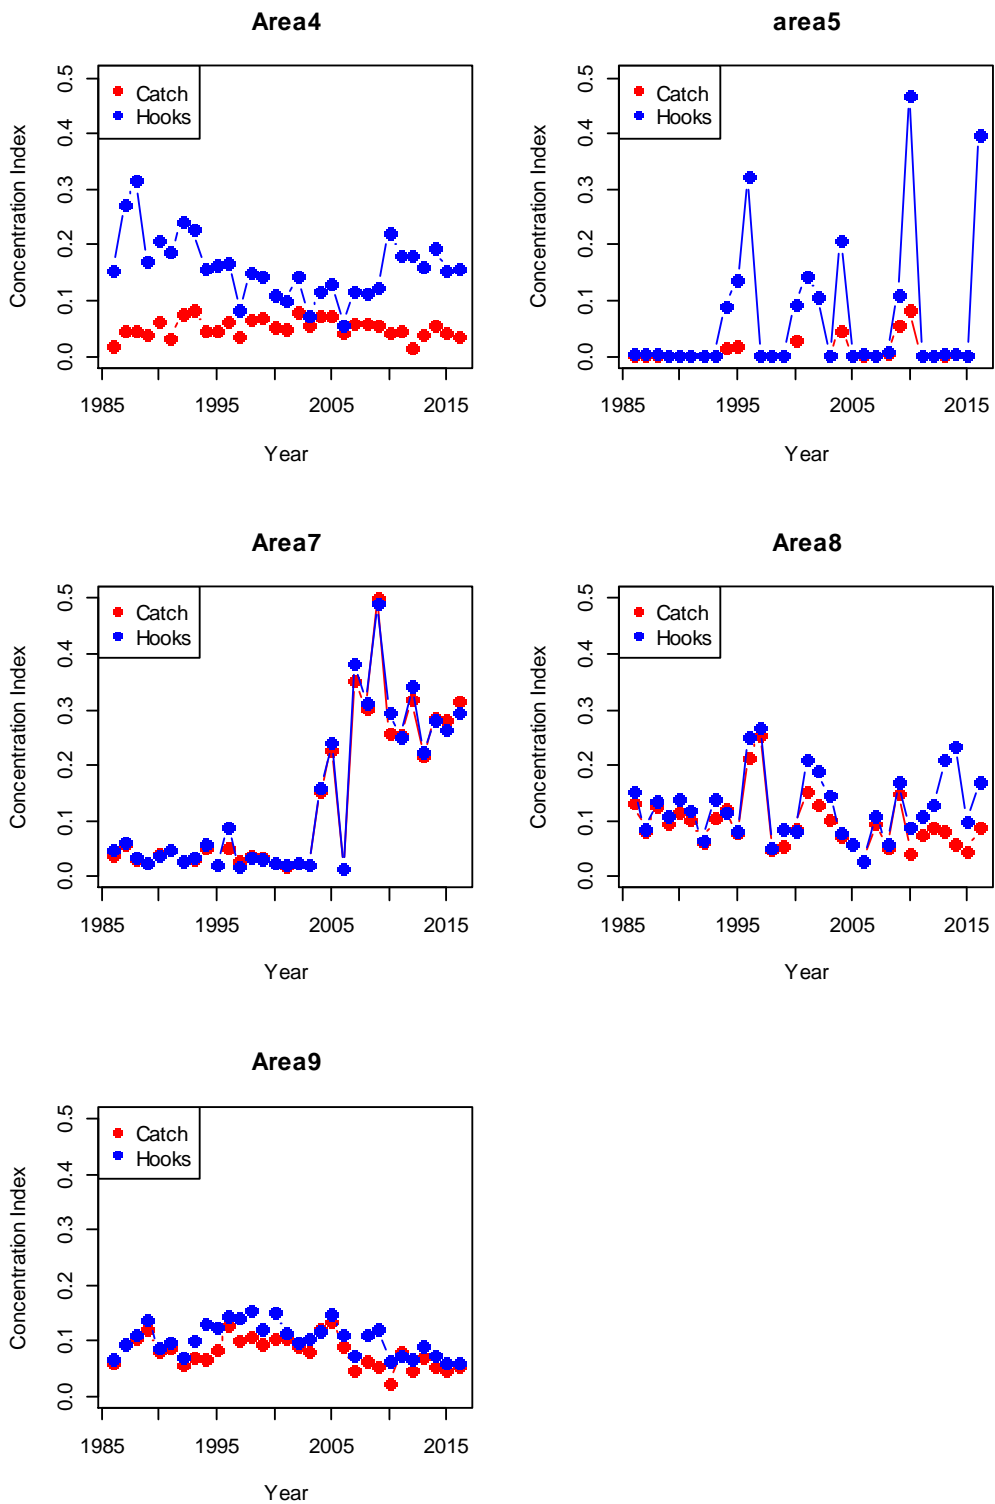 Area4
Concentration Index
0.0 0.1 0.2 0.3 0.4 0.5
Catch
Hooks
1985 1995 2005 2015
Year
area5
Concentration Index
0.0 0.1 0.2 0.3 0.4 0.5
Catch
Hooks
1985 1995 2005 2015
Year
Area7
Concentration Index
0.0 0.1 0.2 0.3 0.4 0.5
Catch
Hooks
1985 1995 2005 2015
Year
Area8
Concentration Index
0.0 0.1 0.2 0.3 0.4 0.5
Catch
Hooks
1985 1995 2005 2015
Year
Area9
Concentration Index
0.0 0.1 0.2 0.3 0.4 0.5
Catch
Hooks
1985 1995 2005 2015
Year